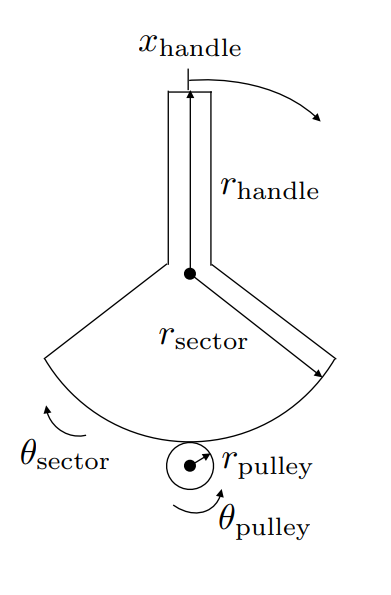 x_handle
r_handle
r_sector
θ_sector
r_pulley
θ_pulley